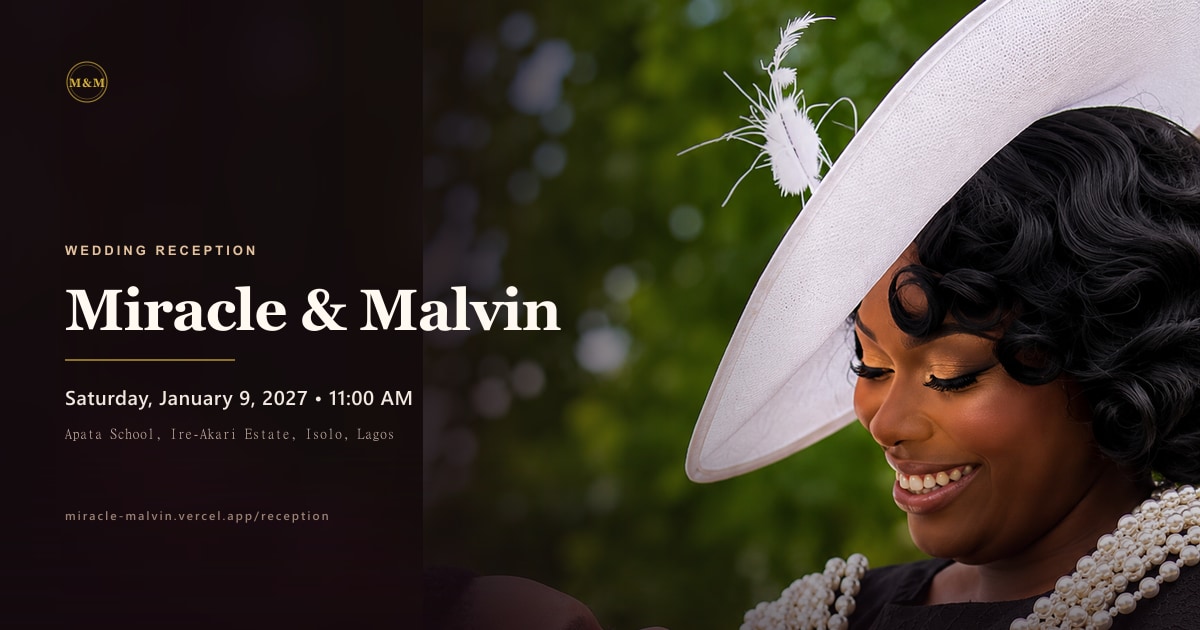 M&M
WEDDING RECEPTION
Miracle & Malvin
Saturday, January 9, 2027 • 11:00 AM
Apata School, Ire-Akari Estate, Isolo, Lagos
miracle-malvin.vercel.app/reception